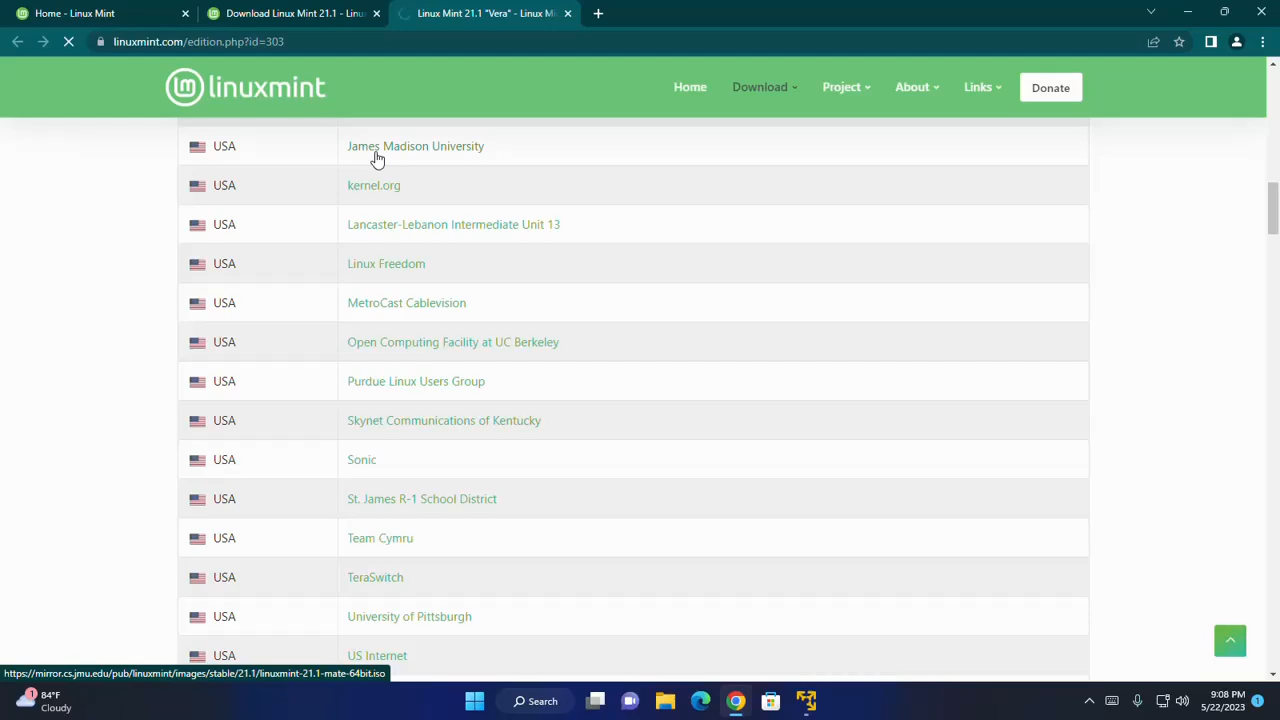 Home - Linux Mint
Download Linux Mint 21.1 - Linu
Linux Mint 21.1 "Vera" - Linux Mi
linuxmint.com/edition.php?id=303
linuxmint
Home
Download
Project
About
Links
Donate
USA James Madison University
USA kernel.org
USA Lancaster-Lebanon Intermediate Unit 13
USA Linux Freedom
USA MetroCast Cablevision
USA Open Computing Facility at UC Berkeley
USA Purdue Linux Users Group
USA Skynet Communications of Kentucky
USA Sonic
USA St. James R-1 School District
USA Team Cymru
USA TeraSwitch
USA University of Pittsburgh
USA US Internet
https://mirror.cs.jmu.edu/pub/linuxmint/images/stable/21.1/linuxmint-21.1-mate-64bit.iso
1
84°F
Cloudy
Search
9:08 PM
5/22/2023
1